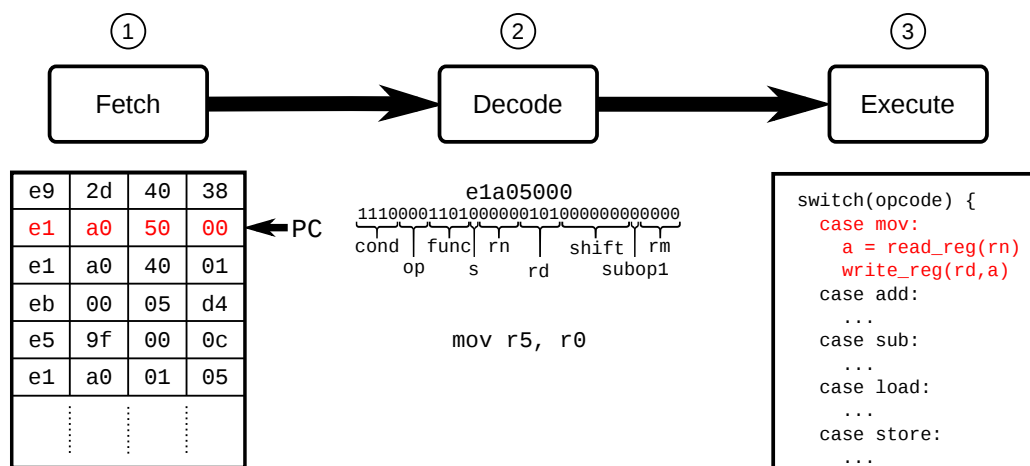 1 2 3
Fetch Decode Execute
e9 2d 40 38
e1 a0 50 00
e1 a0 40 01
eb 00 05 d4
e5 9f 00 0c
e1 a0 01 05
PC
e1a05000
11100001101000000101000000000000
cond func rn shift rm
op s rd subop1
mov r5, r0
switch(opcode) {
case mov:
a = read_reg(rn)
write_reg(rd,a)
case add:
...
case sub:
...
case load:
...
case store:
...